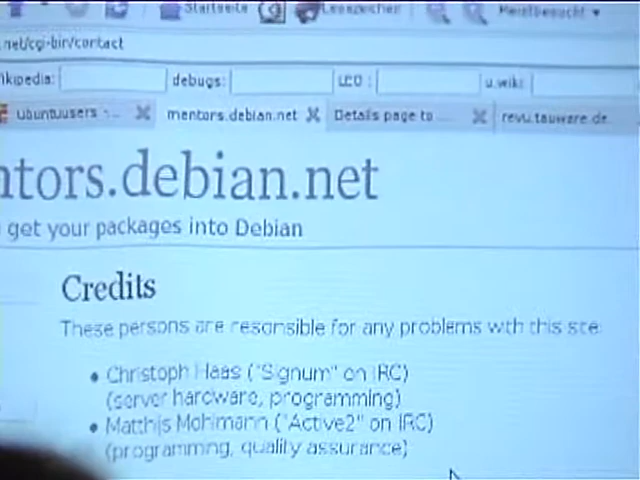 Startseite Lesezeichen Meistbesucht
.net/cgi-bin/contact
ikipedia: debugs: LEO : u.wiki:
ubuntuusers -... mentors.debian.net Details page to ... revu.tauware.de
ntors.debian.net
get your packages into Debian
Credits
These persons are resonsible for any problems with this site:
• Christoph Haas ("Signum" on IRC)
(server hardware, programming)
• Matthijs Mohlmann ("Active2" on IRC)
(programming, quality assurance)